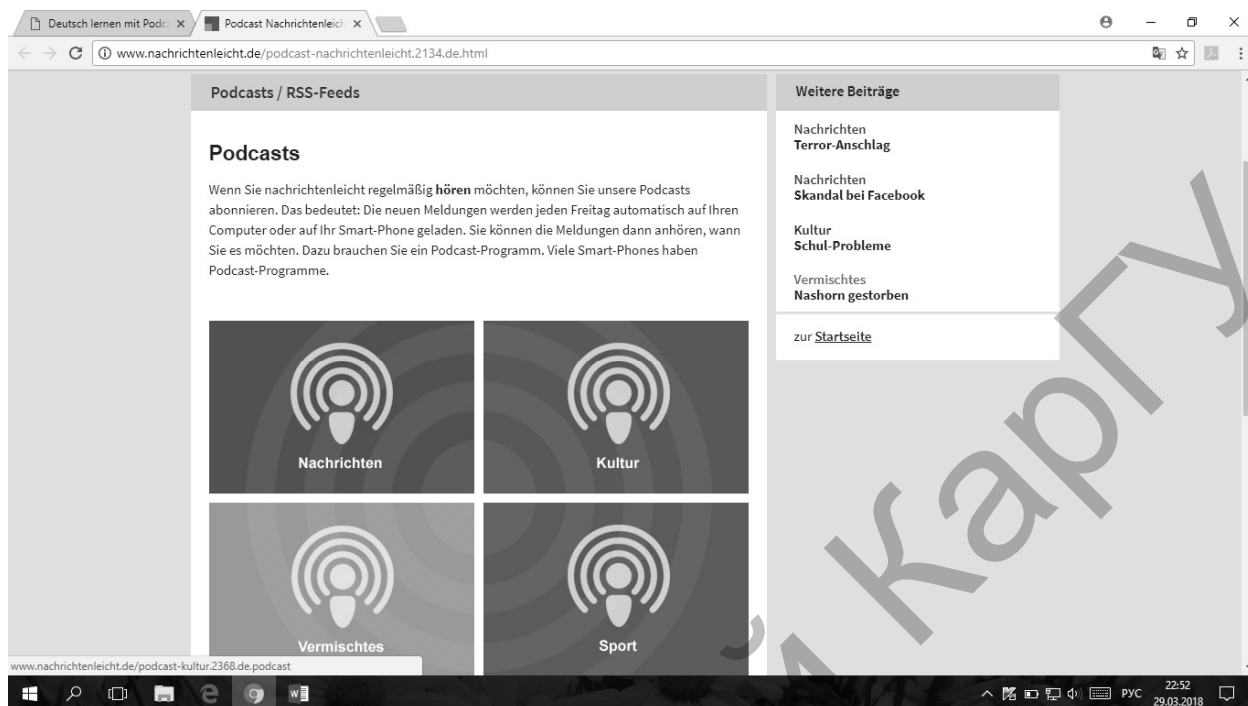 Deutsch lernen mit Podc
Podcast Nachrichtenleich
www.nachrichtenleicht.de/podcast-nachrichtenleicht.2134.de.html
Podcasts / RSS-Feeds
Podcasts
Wenn Sie nachrichtenleicht regelmäßig hören möchten, können Sie unsere Podcasts
abonnieren. Das bedeutet: Die neuen Meldungen werden jeden Freitag automatisch auf Ihren
Computer oder auf Ihr Smart-Phone geladen. Sie können die Meldungen dann anhören, wann
Sie es möchten. Dazu brauchen Sie ein Podcast-Programm. Viele Smart-Phones haben
Podcast-Programme.
Nachrichten
Kultur
Vermischtes
Sport
Weitere Beiträge
Nachrichten
Terror-Anschlag
Nachrichten
Skandal bei Facebook
Kultur
Schul-Probleme
Vermischtes
Nashorn gestorben
zur Startseite
www.nachrichtenleicht.de/podcast-kultur.2368.de.podcast
РУС
22:52
29.03.2018
й КарГУ